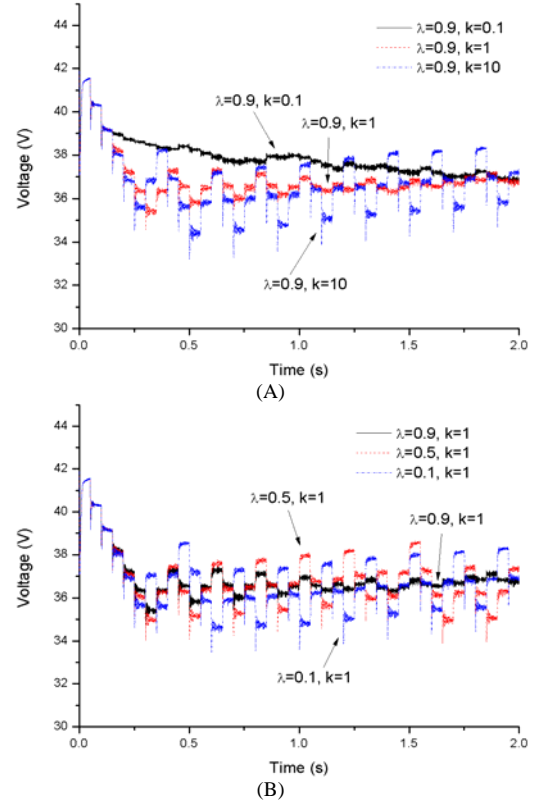 44
42
40
38
36
34
32
30
Voltage (V)
λ=0.9, k=0.1
λ=0.9, k=1
λ=0.9, k=10
λ=0.9, k=0.1
λ=0.9, k=1
λ=0.9, k=10
0.0 0.5 1.0 1.5 2.0
Time (s)
(A)
44
42
40
38
36
34
32
30
Voltage (V)
λ=0.9, k=1
λ=0.5, k=1
λ=0.1, k=1
λ=0.5, k=1
λ=0.9, k=1
λ=0.1, k=1
0.0 0.5 1.0 1.5 2.0
Time (s)
(B)